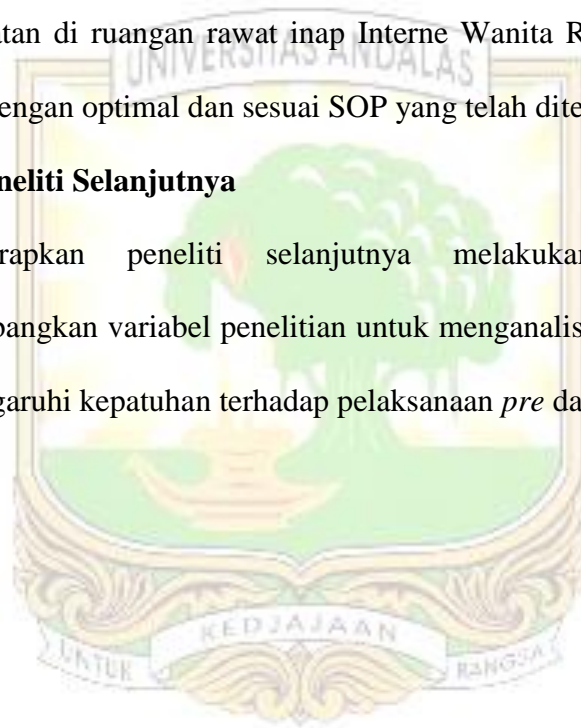 atan di ruangan rawat inap Interne Wanita R
UNIVERSITAS ANDALAS
engan optimal dan sesuai SOP yang telah dite
neliti Selanjutnya
rapkan peneliti selanjutnya melakukan
bangkan variabel penelitian untuk menganalis
garuhi kepatuhan terhadap pelaksanaan pre da
UNTUK KEDJAJAAN BANGSA